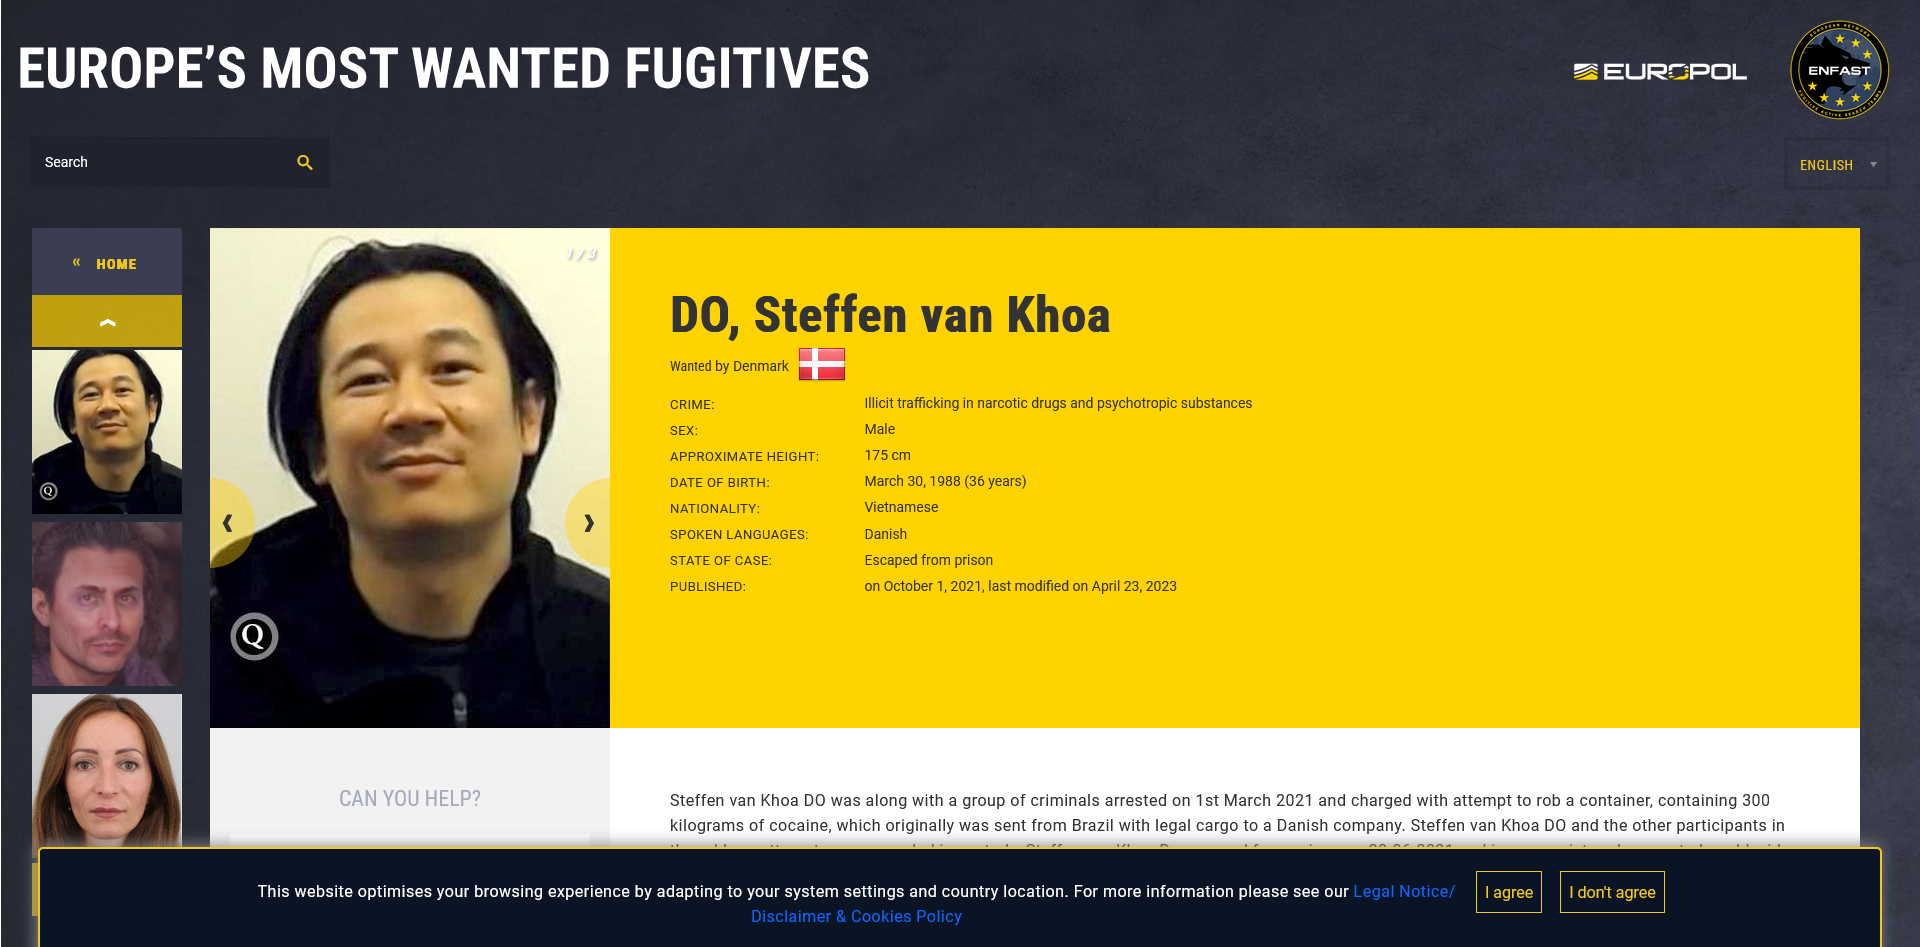 EUROPE’S MOST WANTED FUGITIVES
EUROPOL
ENFAST
Search
ENGLISH
« HOME
1 / 3
DO, Steffen van Khoa
Wanted by Denmark
CRIME: Illicit trafficking in narcotic drugs and psychotropic substances
SEX: Male
APPROXIMATE HEIGHT: 175 cm
DATE OF BIRTH: March 30, 1988 (36 years)
NATIONALITY: Vietnamese
SPOKEN LANGUAGES: Danish
STATE OF CASE: Escaped from prison
PUBLISHED: on October 1, 2021, last modified on April 23, 2023
Q
Q
CAN YOU HELP?
Steffen van Khoa DO was along with a group of criminals arrested on 1st March 2021 and charged with attempt to rob a container, containing 300
kilograms of cocaine, which originally was sent from Brazil with legal cargo to a Danish company. Steffen van Khoa DO and the other participants in
This website optimises your browsing experience by adapting to your system settings and country location. For more information please see our Legal Notice/
Disclaimer & Cookies Policy
I agree
I don't agree